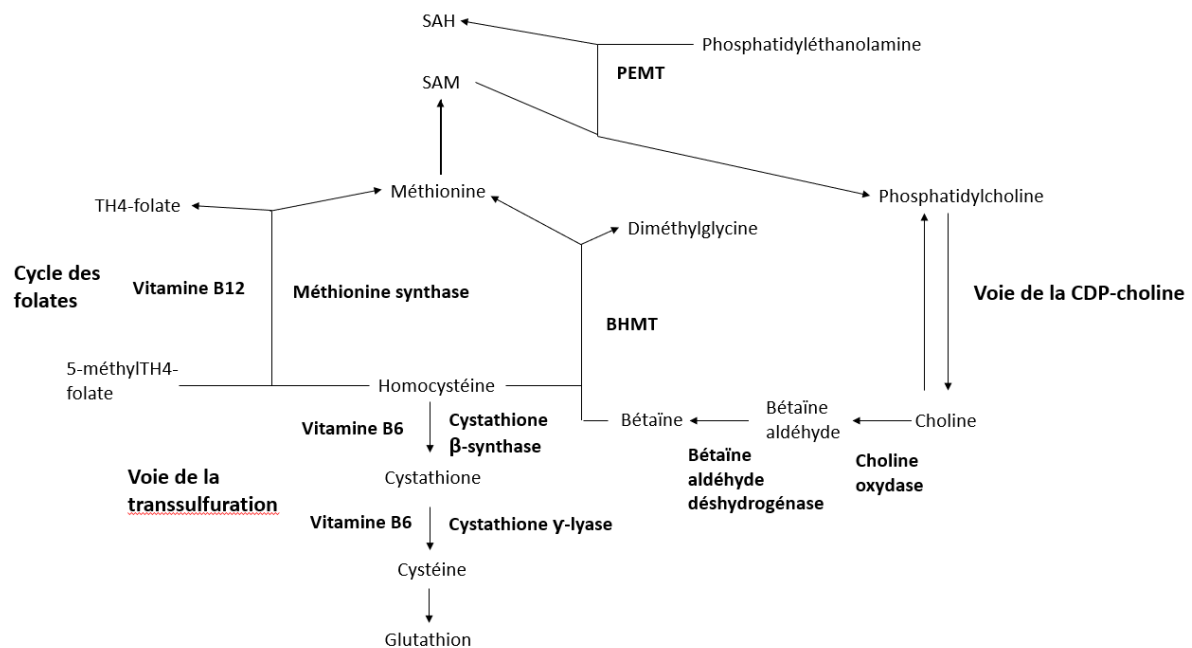 SAH
Phosphatidyléthanolamine
PEMT
SAM
Méthionine
TH4-folate
Phosphatidylcholine
Diméthylglycine
Cycle des
folates
Vitamine B12
Méthionine synthase
Voie de la CDP-choline
BHMT
5-méthylTH4-
folate
Homocystéine
Bétaïne
Bétaïne
aldéhyde
Choline
Vitamine B6
Cystathione
β-synthase
Bétaïne
aldéhyde
déshydrogénase
Choline
oxydase
Voie de la
transsulfuration
Cystathione
Vitamine B6
Cystathione γ-lyase
Cystéine
Glutathion